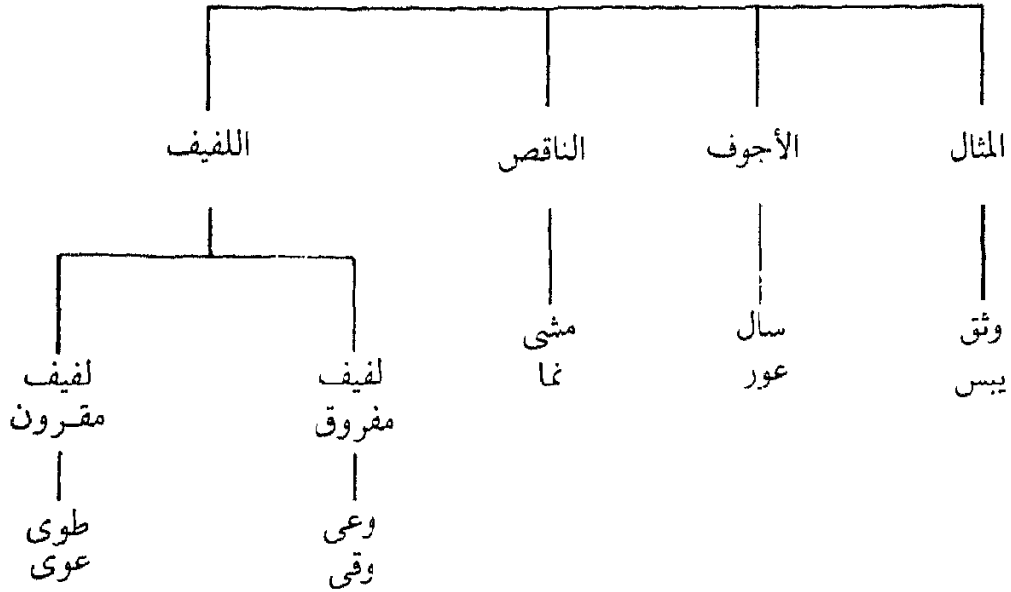 المثال
الأجوف
الناقص
اللفيف
وثق
يبس
سال
عور
مشى
نما
لفيف
مفروق
لفيف
مقرون
وعى
وقى
طوى
عوى